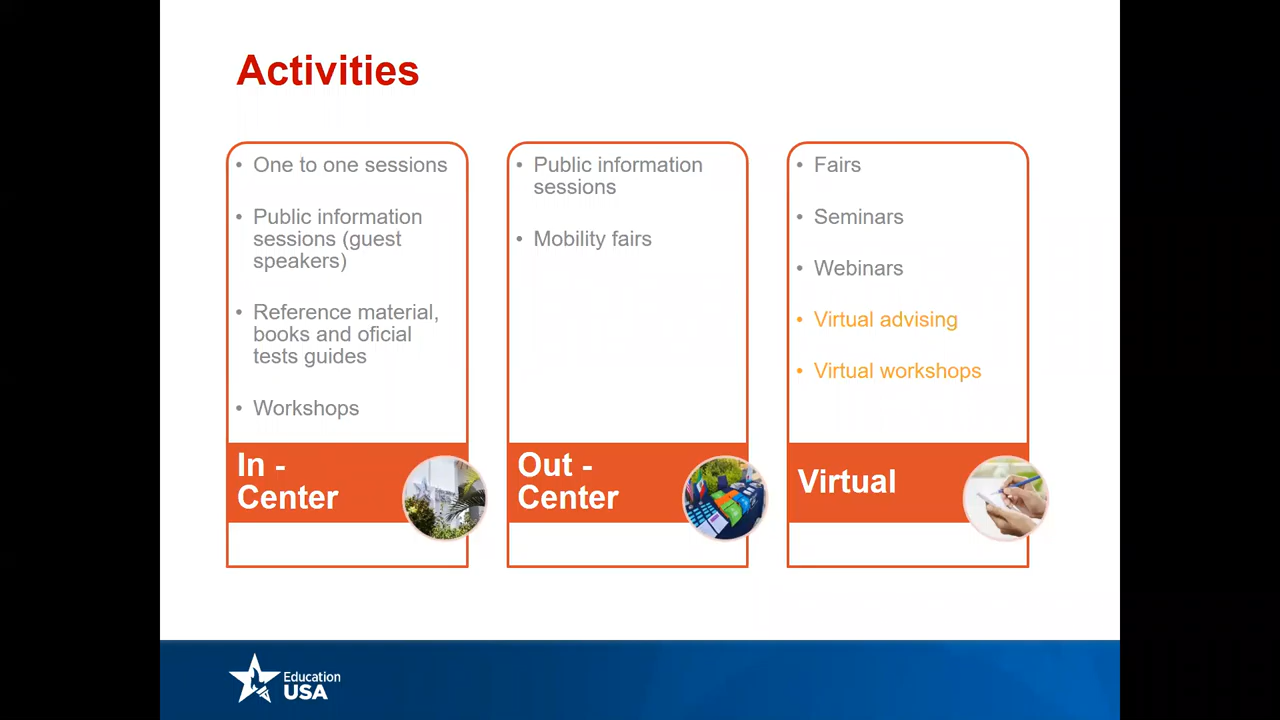 Activities
• One to one sessions
• Public information
sessions (guest
speakers)
• Reference material,
books and oficial
tests guides
• Workshops
In -
Center
• Public information
sessions
• Mobility fairs
Out -
Center
• Fairs
• Seminars
• Webinars
• Virtual advising
• Virtual workshops
Virtual
Education
USA